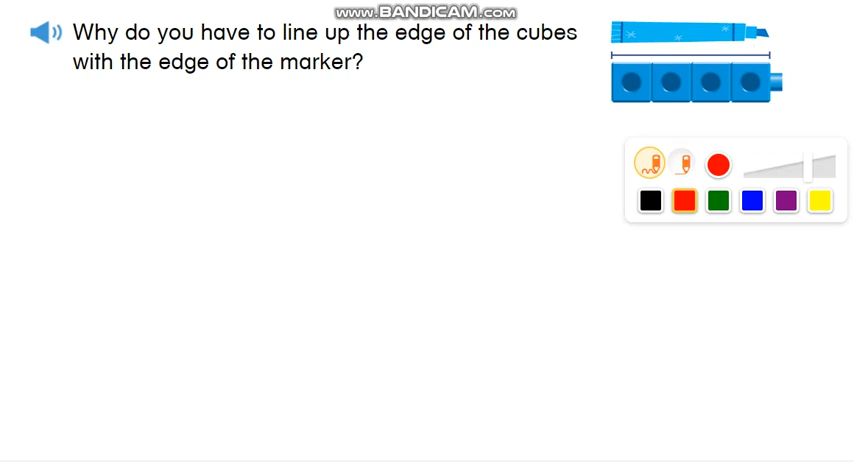 www.BANDICAM.com
Why do you have to line up the edge of the cubes
with the edge of the marker?